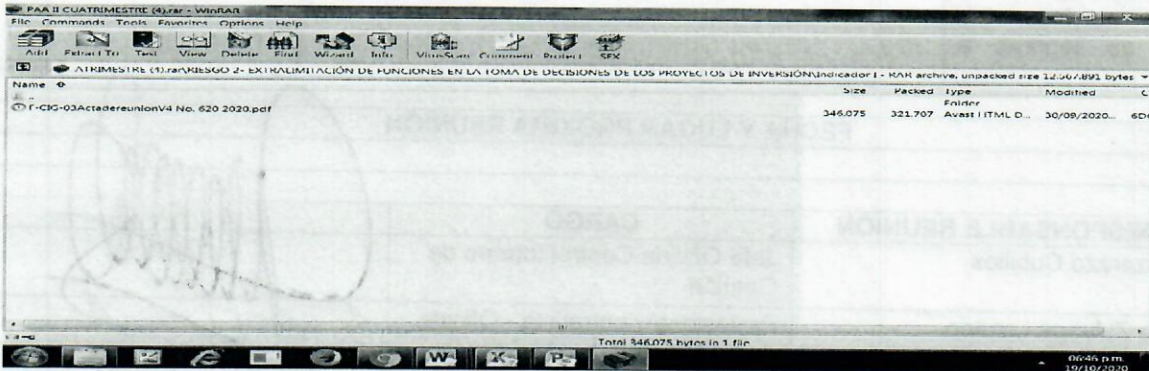 PAA II CUATRIMESTRE (4).rar - WinRAR
File Commands Tools Favorites Options Help
Add Extract To Test View Delete Find Wizard Info VirusScan Comment Protect SFX
ATRIMESTRE (4).rar\RIESGO 2- EXTRALIMITACIÓN DE FUNCIONES EN LA TOMA DE DECISIONES DE LOS PROYECTOS DE INVERSIÓN\Indicador I - RAR archive, unpacked size 12.567.891 bytes
Name Size Packed Type Modified C
.. Folder
F-CIG-03ActadereunionV4 No. 620 2020.pdf 346.075 321.707 Avast HTML D... 30/09/2020...
FECHA Y LUGAR PROXIMA REUNIÓN
RESPONSABLE REUNIÓN CARGO
Cubillos Jefe Oficina Control Interno de
Total 346.075 bytes in 1 file
06:46 p.m.
19/10/2020